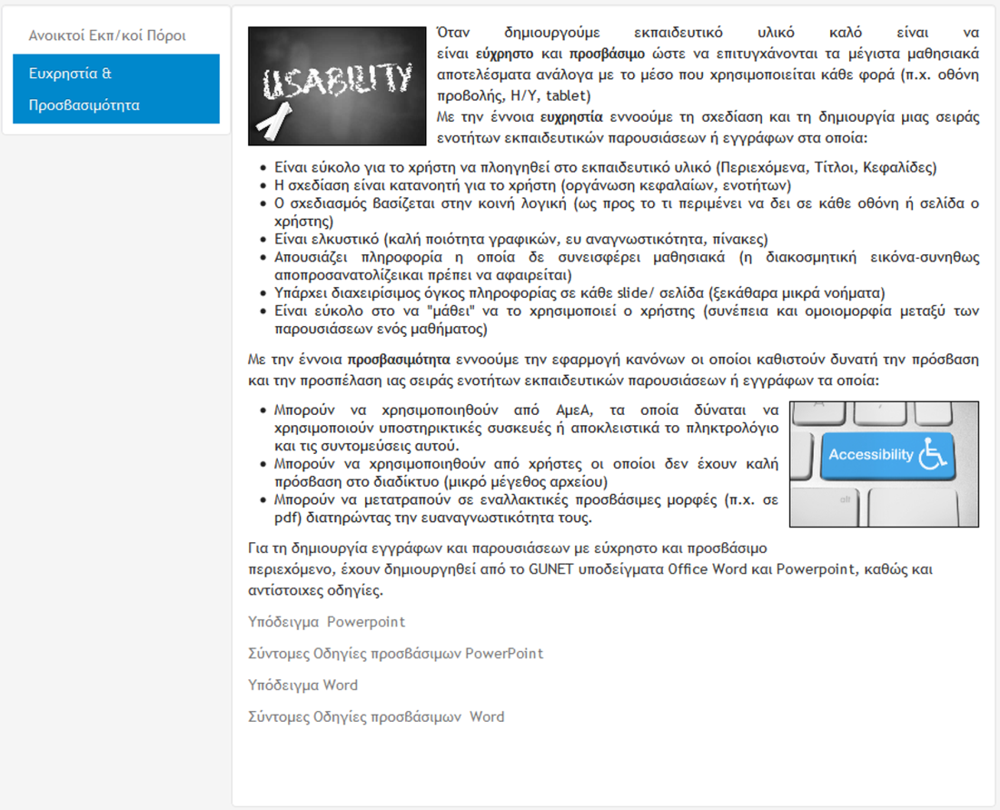 Ανοικτοί Εκπ/κοί Πόροι
Ευχρηστία &
Προσβασιμότητα
USABILITY
Όταν δημιουργούμε εκπαιδευτικό υλικό καλό είναι να
είναι εύχρηστο και προσβάσιμο ώστε να επιτυγχάνονται τα μέγιστα μαθησιακά
αποτελέσματα ανάλογα με το μέσο που χρησιμοποιείται κάθε φορά (π.χ. οθόνη
προβολής, Η/Υ, tablet)
Με την έννοια ευχρηστία εννοούμε τη σχεδίαση και τη δημιουργία μιας σειράς
ενοτήτων εκπαιδευτικών παρουσιάσεων ή εγγράφων στα οποία:
• Είναι εύκολο για το χρήστη να πλοηγηθεί στο εκπαιδευτικό υλικό (Περιεχόμενα, Τίτλοι, Κεφαλίδες)
• Η σχεδίαση είναι κατανοητή για το χρήστη (οργάνωση κεφαλαίων, ενοτήτων)
• Ο σχεδιασμός βασίζεται στην κοινή λογική (ως προς το τι περιμένει να δει σε κάθε οθόνη ή σελίδα ο
χρήστης)
• Είναι ελκυστικό (καλή ποιότητα γραφικών, ευ αναγνωστικότητα, πίνακες)
• Απουσιάζει πληροφορία η οποία δε συνεισφέρει μαθησιακά (η διακοσμητική εικόνα-συνηθως
αποπροσανατολίζεικαι πρέπει να αφαιρείται)
• Υπάρχει διαχειρίσιμος όγκος πληροφορίας σε κάθε slide/ σελίδα (ξεκάθαρα μικρά νοήματα)
• Είναι εύκολο στο να "μάθει" να το χρησιμοποιεί ο χρήστης (συνέπεια και ομοιομορφία μεταξύ των
παρουσιάσεων ενός μαθήματος)
Με την έννοια προσβασιμότητα εννοούμε την εφαρμογή κανόνων οι οποίοι καθιστούν δυνατή την πρόσβαση
και την προσπέλαση ιας σειράς ενοτήτων εκπαιδευτικών παρουσιάσεων ή εγγράφων τα οποία:
• Μπορούν να χρησιμοποιηθούν από ΑμεΑ, τα οποία δύναται να
χρησιμοποιούν υποστηρικτικές συσκευές ή αποκλειστικά το πληκτρολόγιο
και τις συντομεύσεις αυτού.
• Μπορούν να χρησιμοποιηθούν από χρήστες οι οποίοι δεν έχουν καλή
πρόσβαση στο διαδίκτυο (μικρό μέγεθος αρχείου)
• Μπορούν να μετατραπούν σε εναλλακτικές προσβάσιμες μορφές (π.χ. σε
pdf) διατηρώντας την ευαναγνωστικότητα τους.
Accessibility
alt
Για τη δημιουργία εγγράφων και παρουσιάσεων με εύχρηστο και προσβάσιμο
περιεχόμενο, έχουν δημιουργηθεί από το GUNET υποδείγματα Office Word και Powerpoint, καθώς και
αντίστοιχες οδηγίες.
Υπόδειγμα  Powerpoint
Σύντομες Οδηγίες προσβάσιμων PowerPoint
Υπόδειγμα Word
Σύντομες Οδηγίες προσβάσιμων  Word